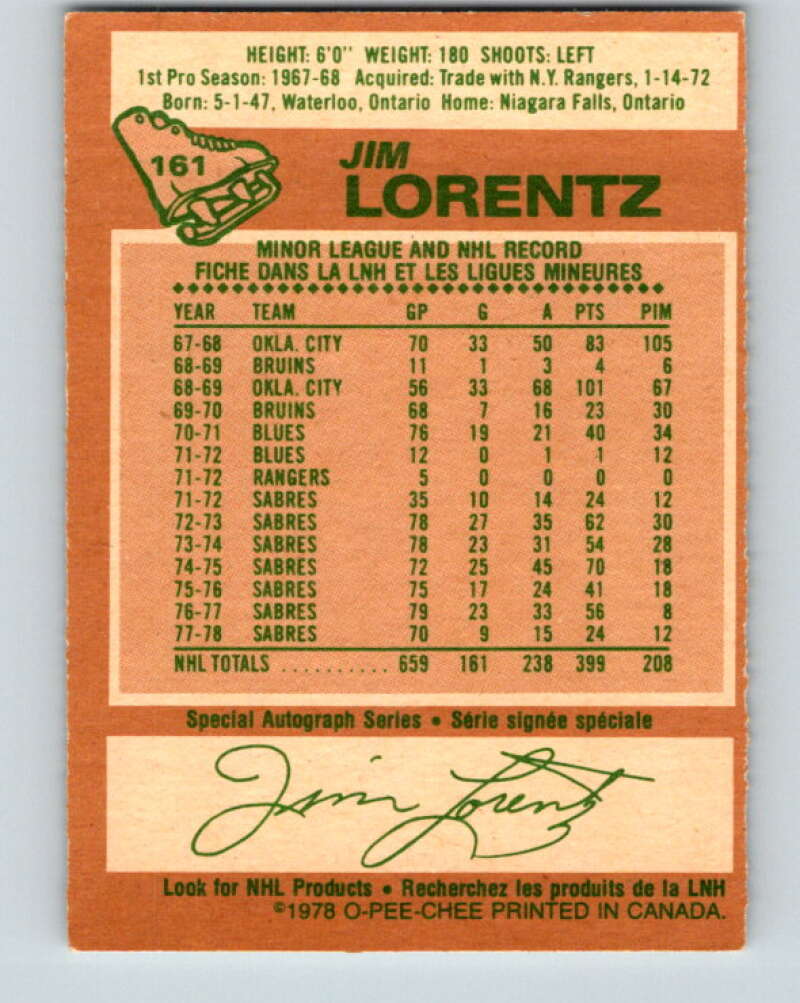 HEIGHT: 6'0" WEIGHT: 180 SHOOTS: LEFT
1st Pro Season: 1967-68 Acquired: Trade with N.Y. Rangers, 1-14-72
Born: 5-1-47, Waterloo, Ontario Home: Niagara Falls, Ontario
161
JIM
LORENTZ
MINOR LEAGUE AND NHL RECORD
FICHE DANS LA LNH ET LES LIGUES MINEURES
YEAR TEAM GP G A PTS PIM
67-68 OKLA. CITY 70 33 50 83 105
68-69 BRUINS 11 1 3 4 6
68-69 OKLA. CITY 56 33 68 101 67
69-70 BRUINS 68 7 16 23 30
70-71 BLUES 76 19 21 40 34
71-72 BLUES 12 0 1 1 12
71-72 RANGERS 5 0 0 0 0
71-72 SABRES 35 10 14 24 12
72-73 SABRES 78 27 35 62 30
73-74 SABRES 78 23 31 54 28
74-75 SABRES 72 25 45 70 18
75-76 SABRES 75 17 24 41 18
76-77 SABRES 79 23 33 56 8
77-78 SABRES 70 9 15 24 12
NHL TOTALS .......... 659 161 238 399 208
Special Autograph Series • Série signée spéciale
Jim Lorentz
Look for NHL Products • Recherchez les produits de la LNH
©1978 O-PEE-CHEE PRINTED IN CANADA.